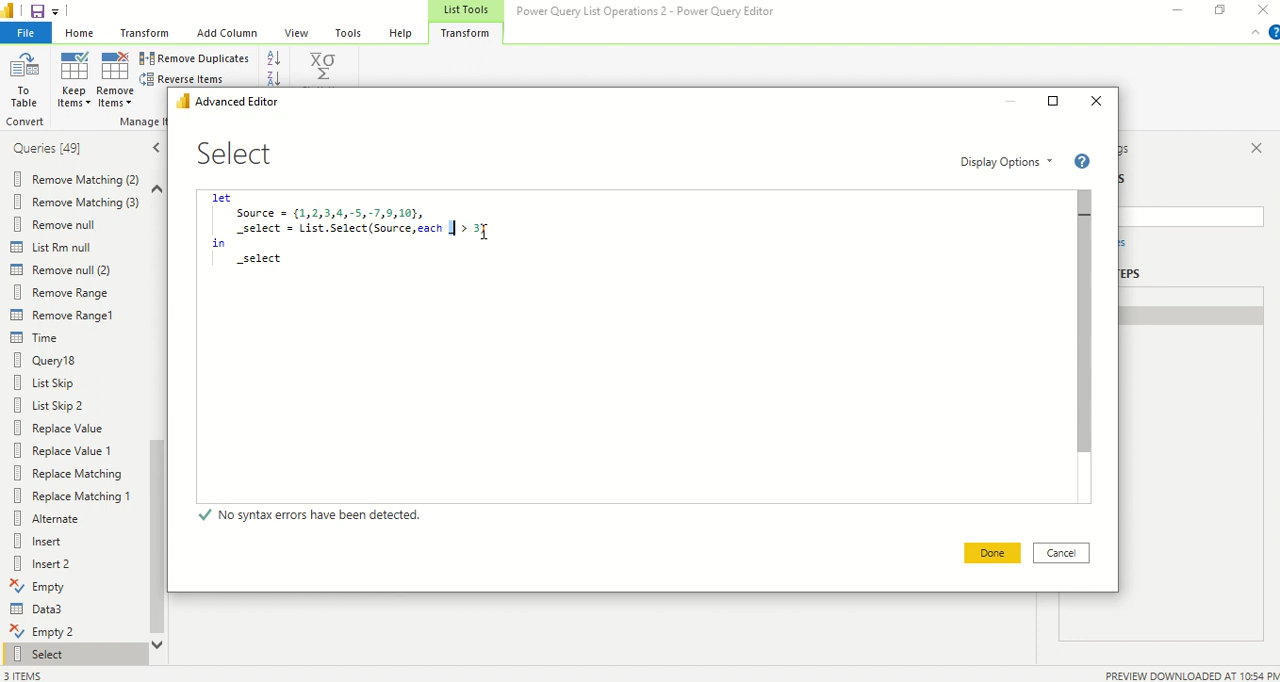 List Tools
Power Query List Operations 2 - Power Query Editor
File Home Transform Add Column View Tools Help Transform
To Table
Keep Items
Remove Items
Remove Duplicates
Reverse Items
Convert
Manage
Advanced Editor
Select
Display Options
let
Source = {1,2,3,4,-5,-7,9,10},
_select = List.Select(Source,each _ > 3)
in
_select
No syntax errors have been detected.
Done
Cancel
Queries [49]
Remove Matching (2)
Remove Matching (3)
Remove null
List Rm null
Remove null (2)
Remove Range
Remove Range1
Time
Query18
List Skip
List Skip 2
Replace Value
Replace Value 1
Replace Matching
Replace Matching 1
Alternate
Insert
Insert 2
Empty
Data3
Empty 2
Select
3 ITEMS
PREVIEW DOWNLOADED AT 10:54 PM